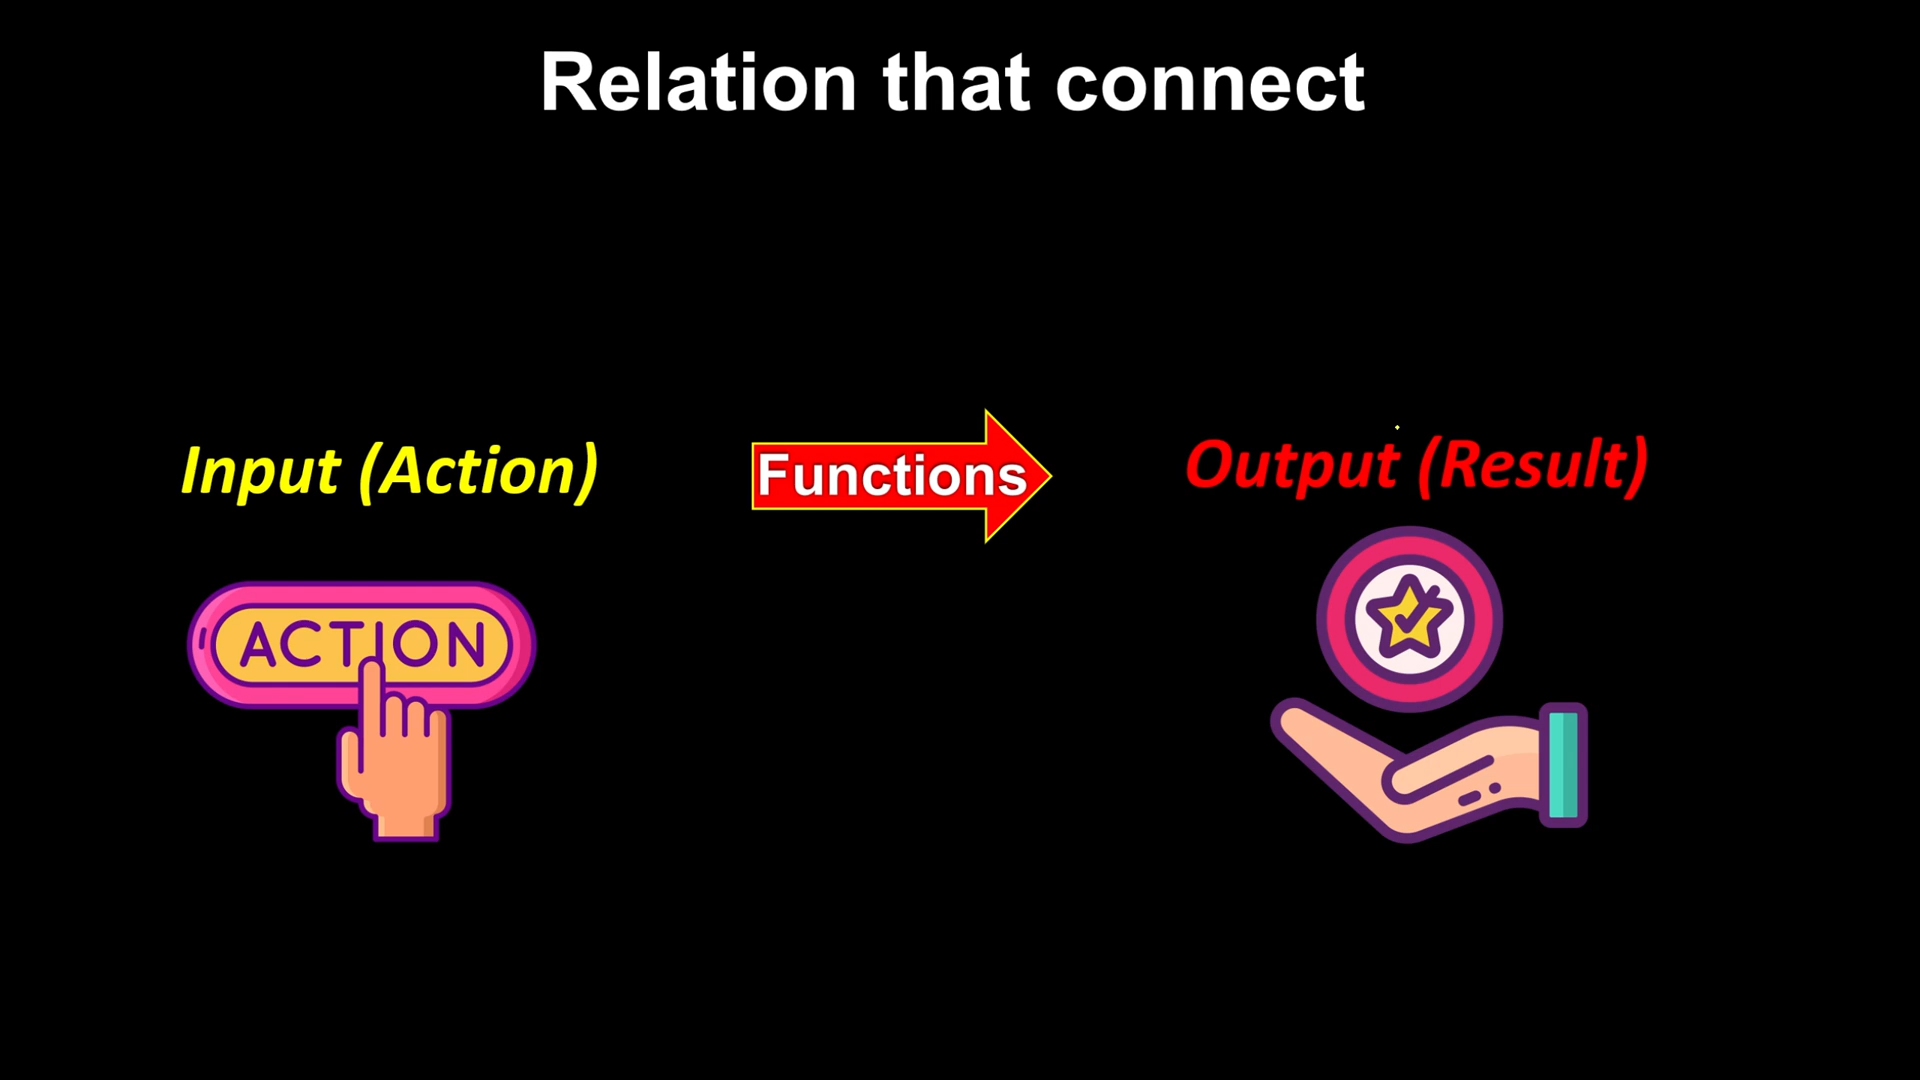 Relation that connect
Input (Action)
Functions
Output (Result)
ACTION